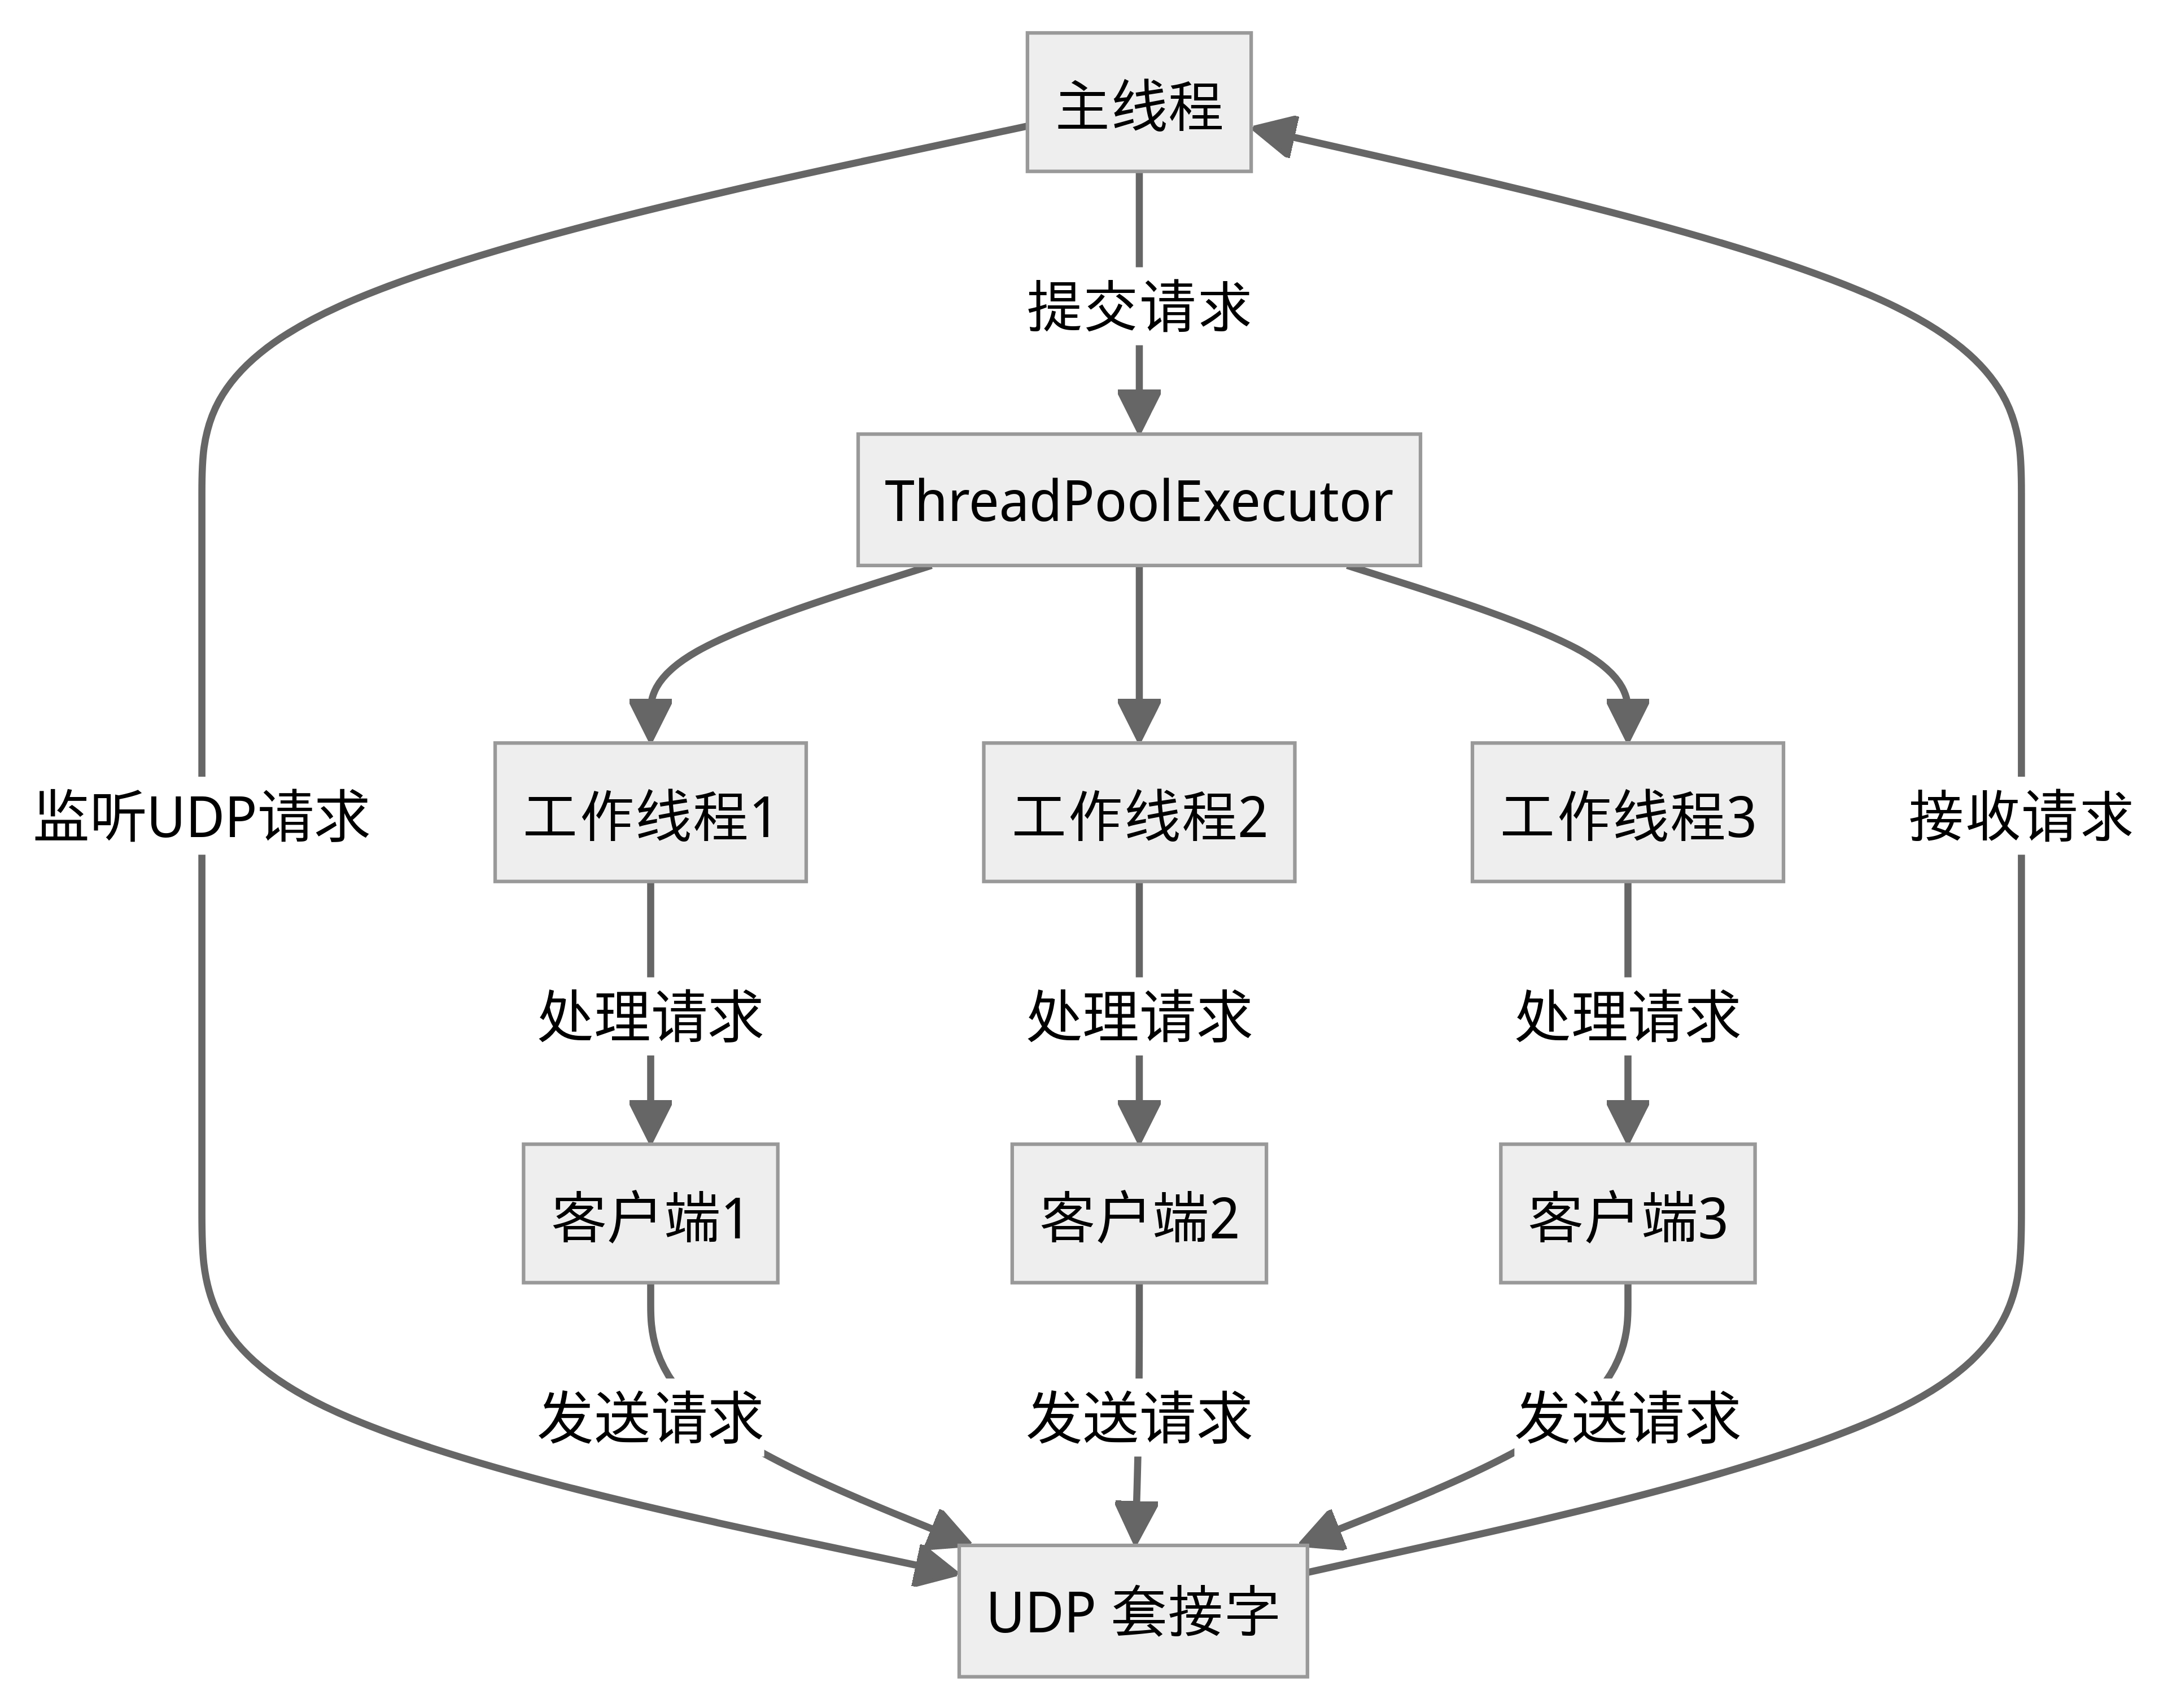 主线程
提交请求
ThreadPoolExecutor
监听UDP请求
工作线程1
工作线程2
工作线程3
接收请求
处理请求
处理请求
处理请求
客户端1
客户端2
客户端3
发送请求
发送请求
发送请求
UDP 套接字